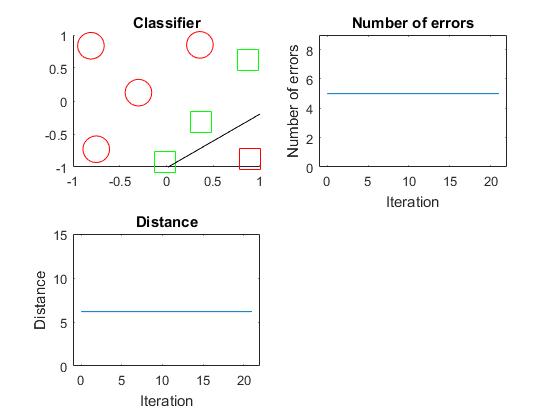 Classifier
1
0.5
0
-0.5
-1
-1 -0.5 0 0.5 1
Number of errors
Number of errors
8
6
4
2
0
0 5 10 15 20
Iteration
Distance
Distance
15
10
5
0
0 5 10 15 20
Iteration